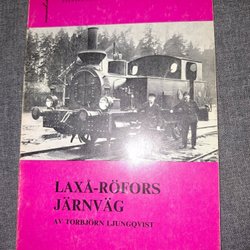 LAXÅ-RÖFORS
JÄRNVÄG
AV TORBJÖRN LJUNGQVIST